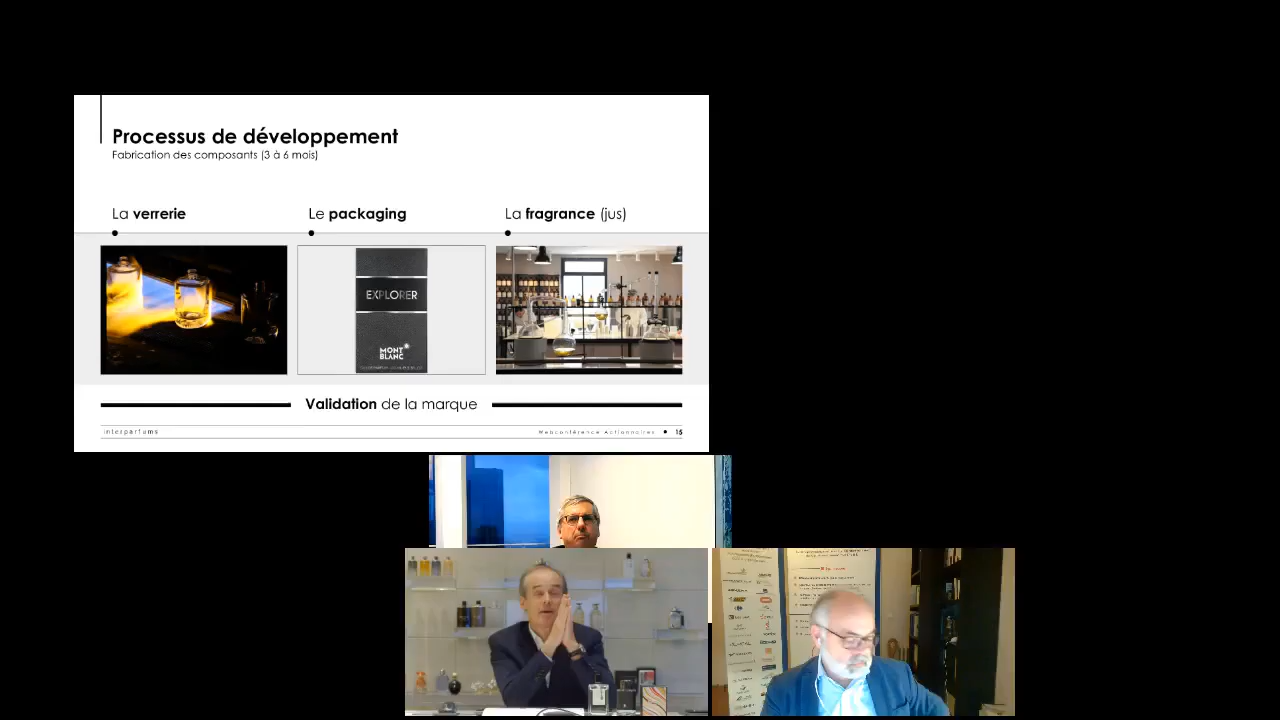 Processus de développement
Fabrication des composants (3 à 6 mois)
La verrerie
Le packaging
La fragrance (jus)
EXPLORER
MONT
BLANC
Validation de la marque
interparfums
Webconférence Actionnaires • 15